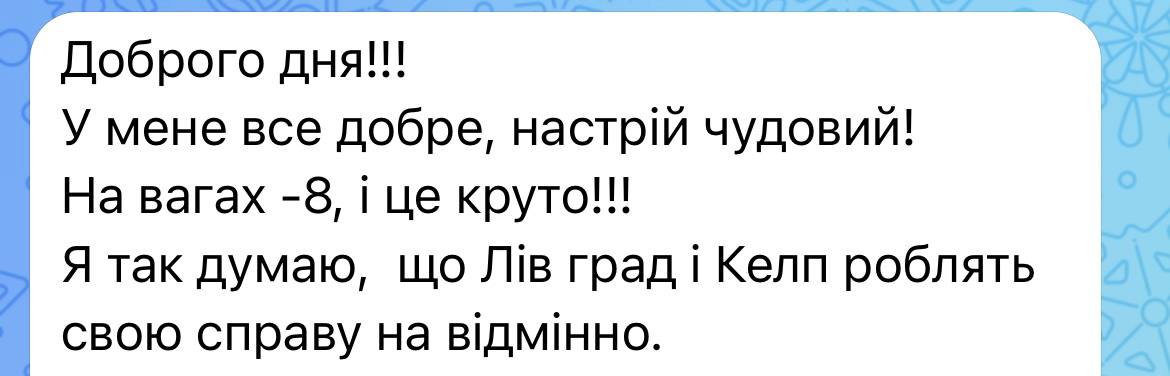 Доброго дня!!!
У мене все добре, настрій чудовий!
На вагах -8, і це круто!!!
Я так думаю,  що Лів град і Келп роблять
свою справу на відмінно.